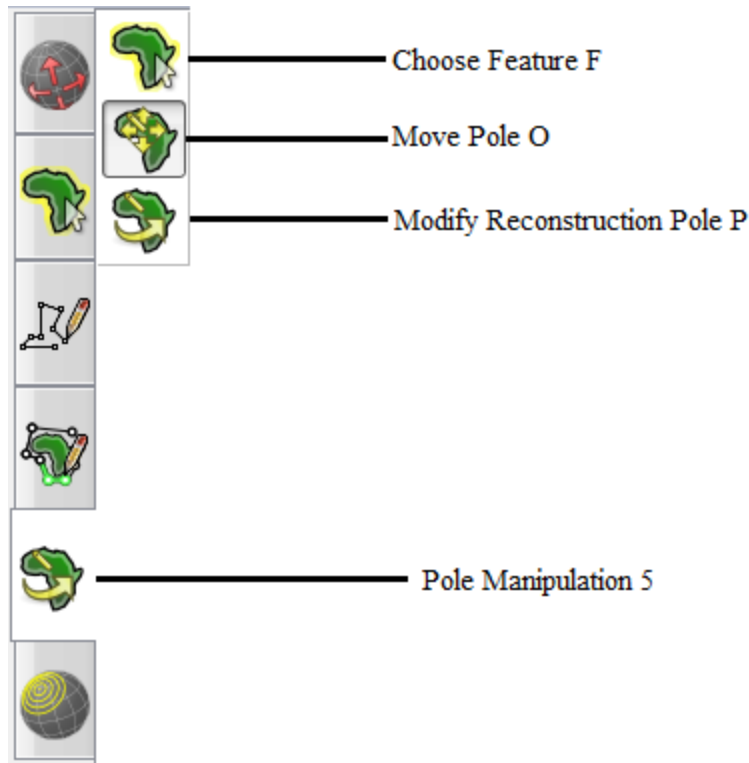 Choose Feature F
Move Pole O
Modify Reconstruction Pole P
Pole Manipulation 5